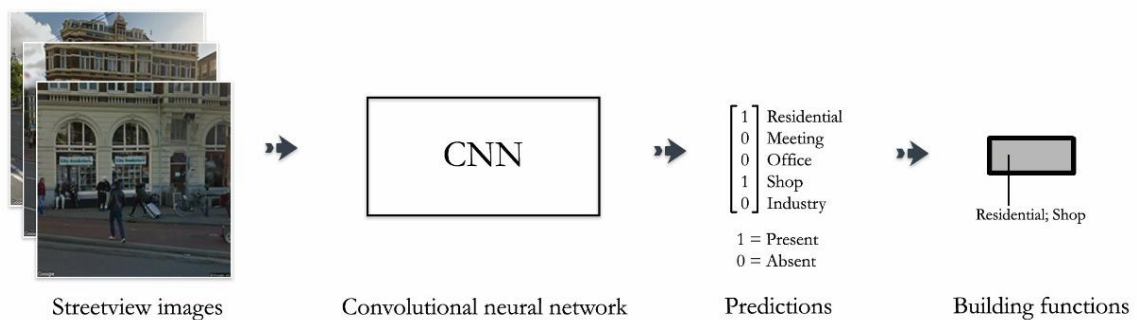 CNN
1 Residential
0 Meeting
0 Office
1 Shop
0 Industry
1 = Present
0 = Absent
Residential; Shop
Google
Streetview images
Convolutional neural network
Predictions
Building functions